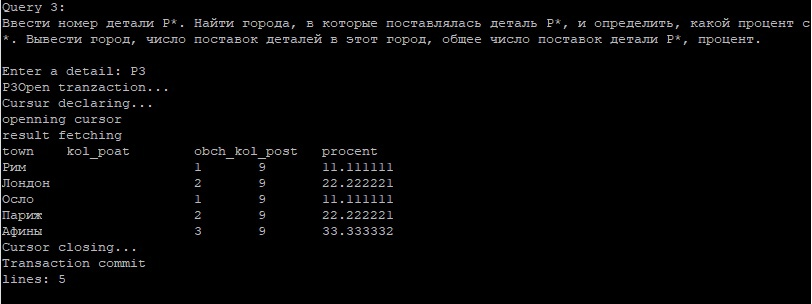 Query 3:
Ввести номер детали P*. Найти города, в которые поставлялась деталь P*, и определить, какой процент с
*. Вывести город, число поставок деталей в этот город, общее число поставок детали P*, процент.
Enter a detail: P3
P3Open tranzaction...
Cursur declaring...
openning cursor
result fetching
town kol_poat obch_kol_post procent
Рим 1 9 11.111111
Лондон 2 9 22.222221
Осло 1 9 11.111111
Париж 2 9 22.222221
Афины 3 9 33.333332
Cursor closing...
Transaction commit
lines: 5